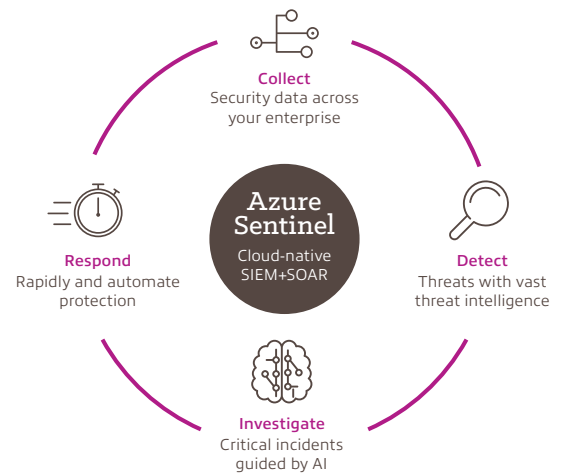 Collect
Security data across
your enterprise
Azure
Sentinel
Cloud-native
SIEM+SOAR
Respond
Rapidly and automate
protection
Detect
Threats with vast
threat intelligence
Investigate
Critical incidents
guided by AI